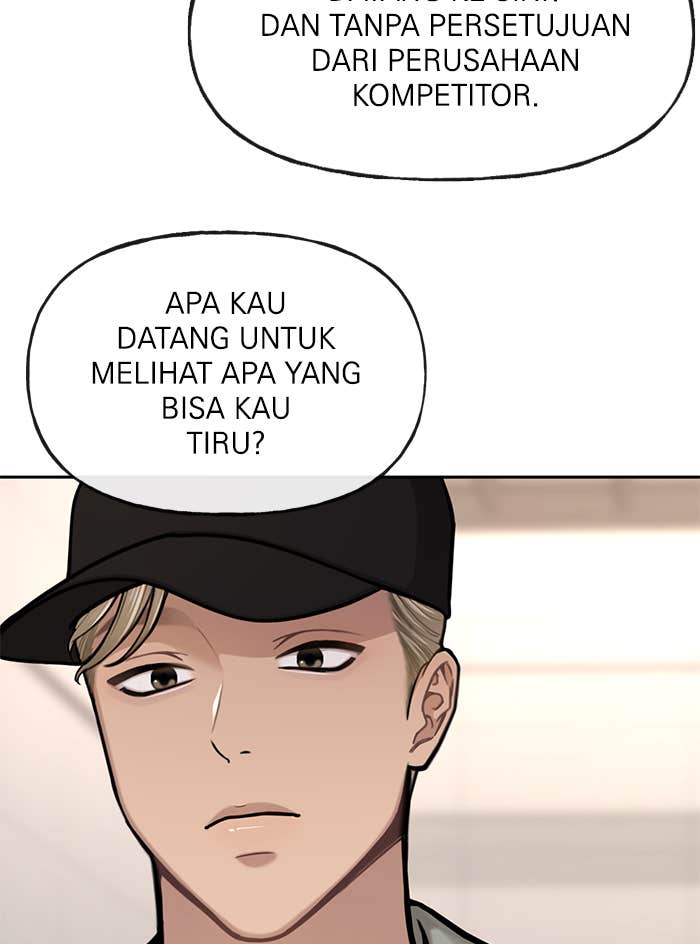 DAN TANPA PERSETUJUAN
DARI PERUSAHAAN
KOMPETITOR.
APA KAU
DATANG UNTUK
MELIHAT APA YANG
BISA KAU
TIRU?